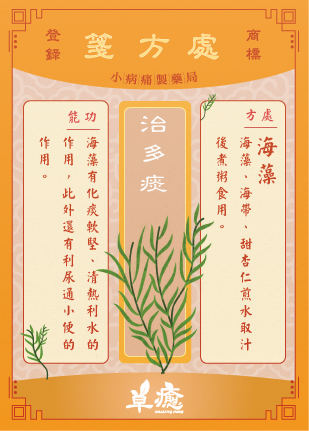 商標
登錄
處方箋
小病痛製藥局
處方
海藻
海藻、海帶、甜杏仁煎水取汁
後煮粥食用。
治多痰
功能
海藻有化痰軟堅、清熱利水的
作用，此外還有利尿通小便的
作用。
草癒